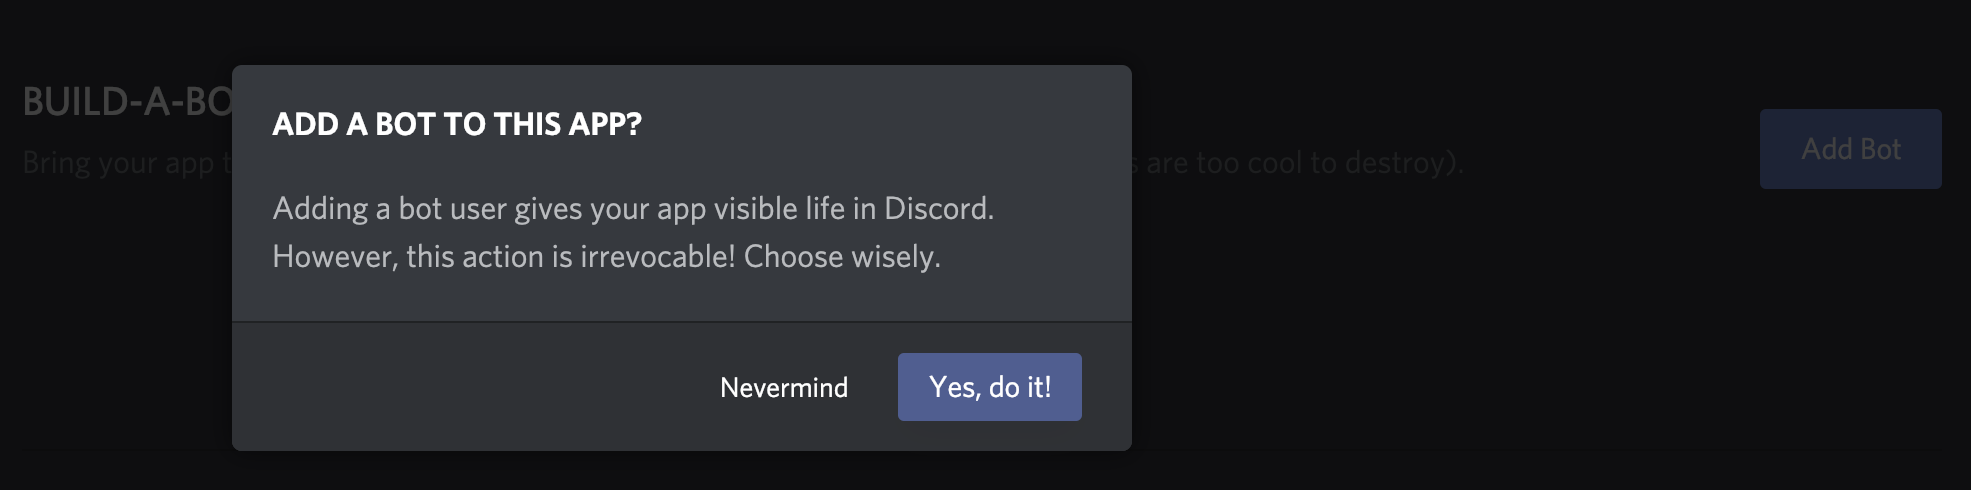 BUILD-A-BO
ADD A BOT TO THIS APP?
Bring your app t
s are too cool to destroy).
Add Bot
Adding a bot user gives your app visible life in Discord.
However, this action is irrevocable! Choose wisely.
Nevermind
Yes, do it!